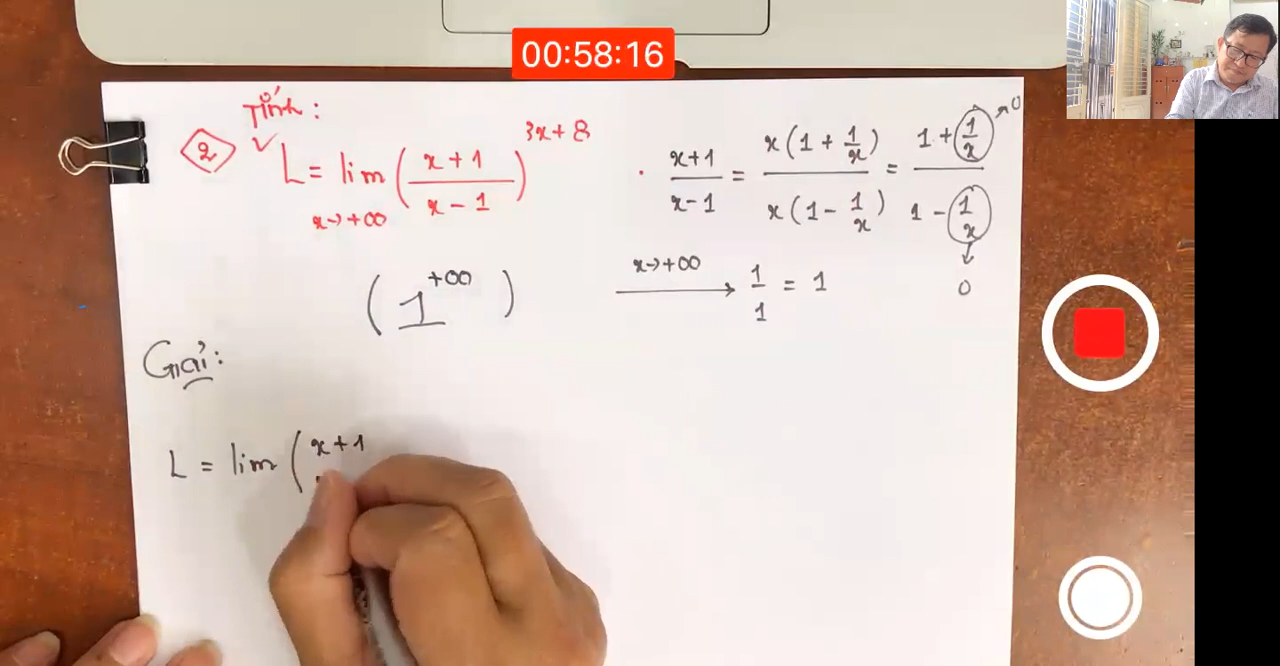 00:58:16
Tính:
2 L = lim ( x + 1 / x - 1 ) 3x + 8
x → +∞
( 1 +∞ )
. x+1 / x-1 = x ( 1 + 1/x ) / x ( 1 - 1/x ) = 1 + 1/x / 1 - 1/x → 0
↓
0
x → +∞ → 1/1 = 1
Giải:
L = lim ( x + 1